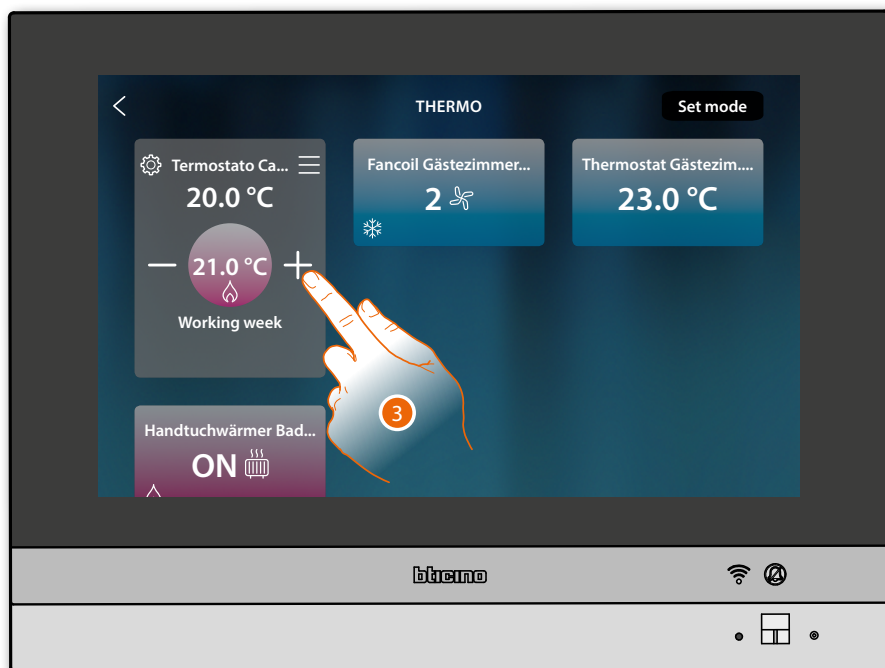 THERMO
Set mode
Termostato Ca...
20.0 °C
21.0 °C
Working week
Fancoil Gästezimmer...
2
Thermostat Gästezim....
23.0 °C
3
Handtuchwärmer Bad...
ON
bticino